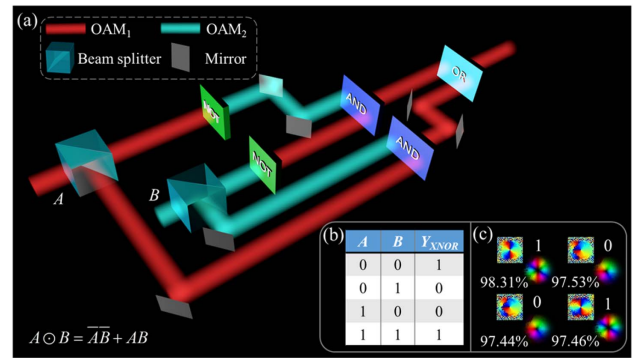 (a)
OAM₁ OAM₂
Beam splitter Mirror
NOT
AND
OR
NOT
AND
A
B
A ⊙ B = A̅B̅ + AB
(b)
A B Y_XNOR
0 0 1
0 1 0
1 0 0
1 1 1
(c)
1 0
98.31% 97.53%
0 1
97.44% 97.46%